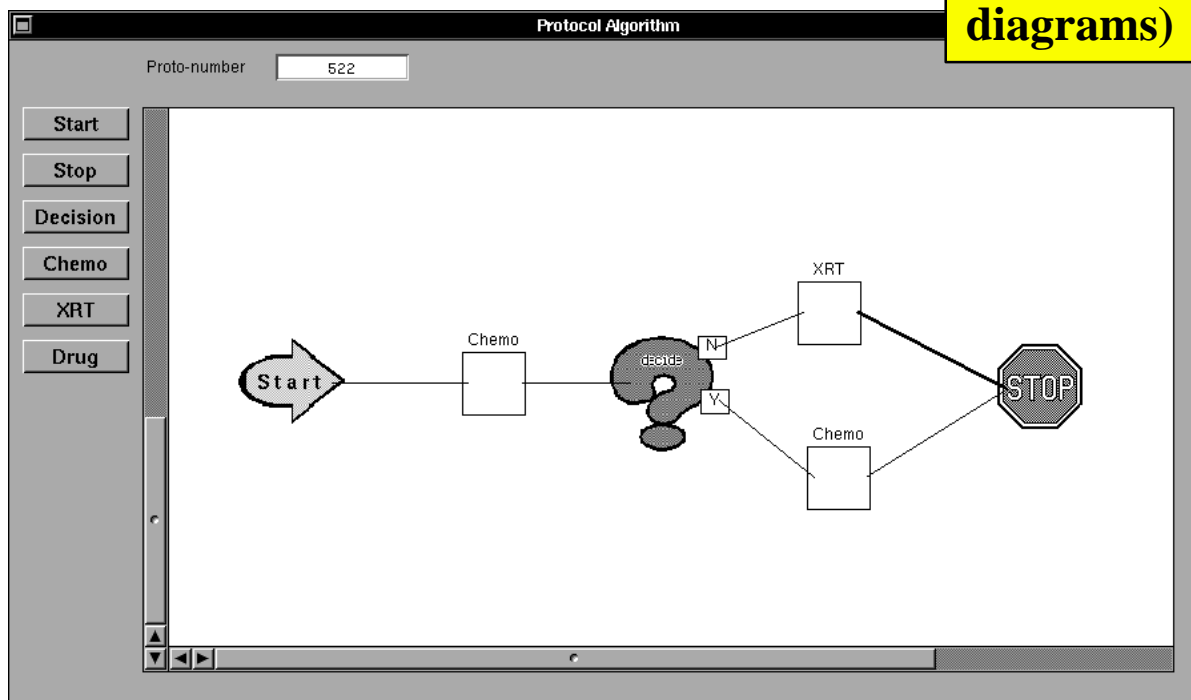 diagrams)
Protocol Algorithm
Proto-number 522
Start
Stop
Decision
Chemo
XRT
Drug
Start
Chemo
decide
N
Y
XRT
Chemo
STOP